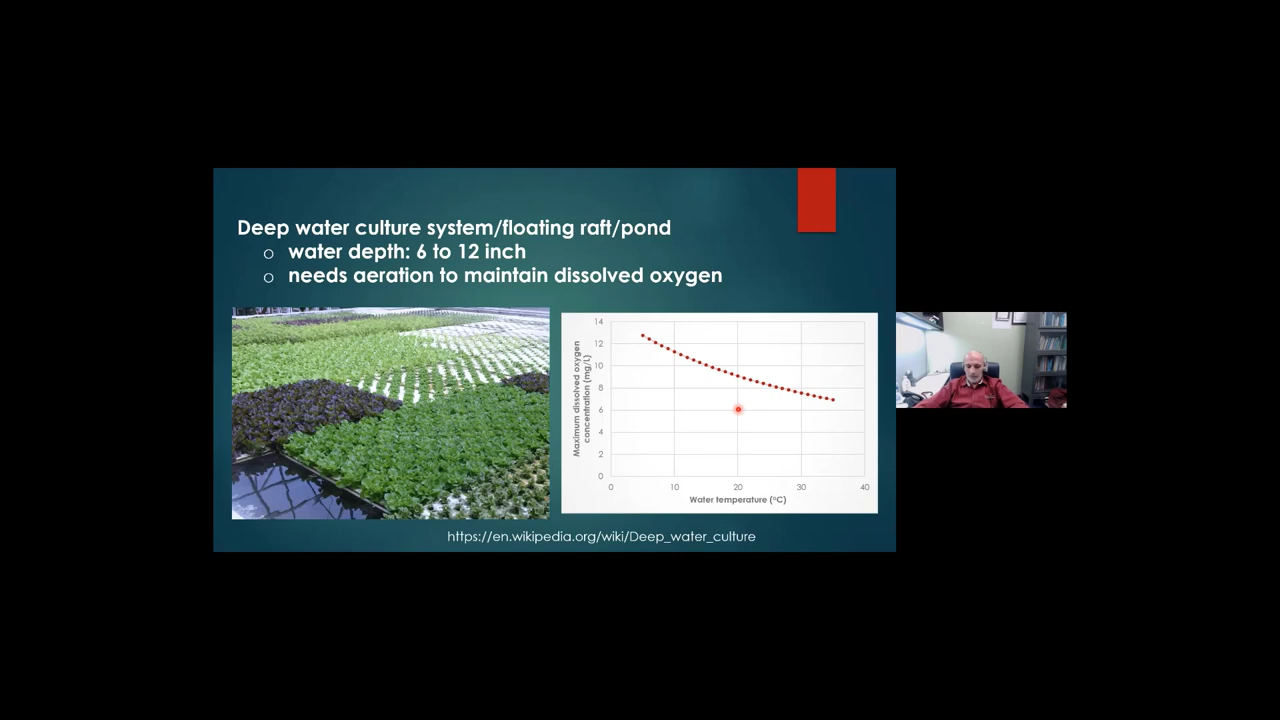 Deep water culture system/floating raft/pond
o water depth: 6 to 12 inch
o needs aeration to maintain dissolved oxygen
Maximum dissolved oxygen
concentration (mg/L)
14
12
10
8
6
4
2
0
0 10 20 30 40
Water temperature (°C)
https://en.wikipedia.org/wiki/Deep_water_culture